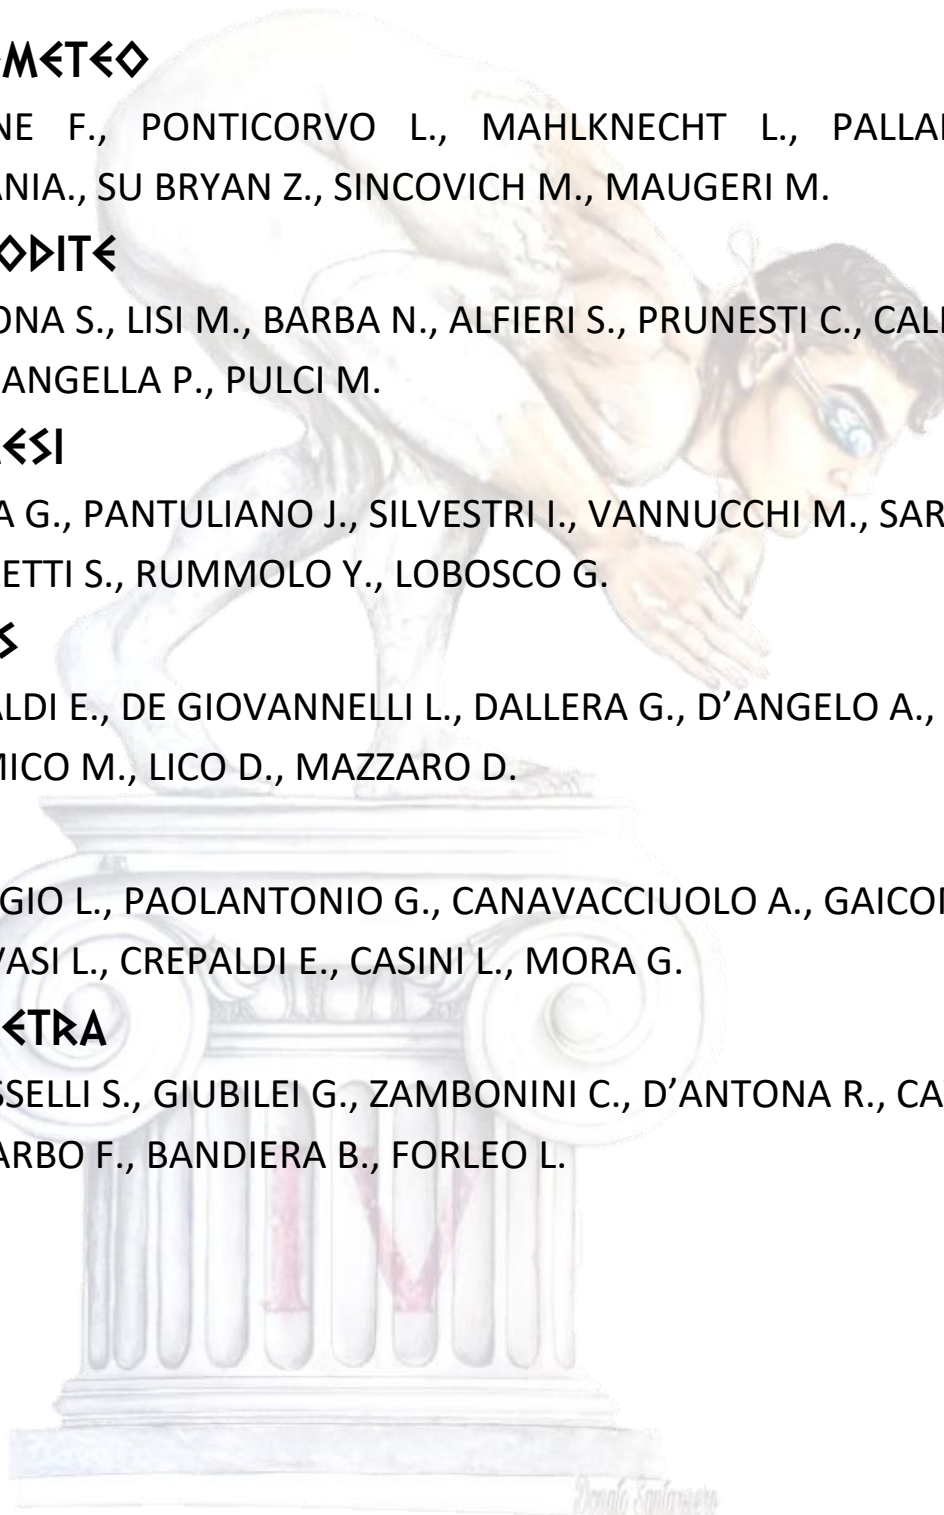 METEO
NE F., PONTICORVO L., MAHLKNECHT L., PALLA
ANIA., SU BRYAN Z., SINCOVICH M., MAUGERI M.
ODITE
ONA S., LISI M., BARBA N., ALFIERI S., PRUNESTI C., CAL
ANGELLA P., PULCI M.
ESI
A G., PANTULIANO J., SILVESTRI I., VANNUCCHI M., SAR
ETTI S., RUMMOLO Y., LOBOSCO G.
S
ALDI E., DE GIOVANNELLI L., DALLERA G., D’ANGELO A.,
MICO M., LICO D., MAZZARO D.
GIO L., PAOLANTONIO G., CANAVACCIUOLO A., GAICO
VASI L., CREPALDI E., CASINI L., MORA G.
ETRA
SSELLI S., GIUBILEI G., ZAMBONINI C., D’ANTONA R., CA
ARBO F., BANDIERA B., FORLEO L.
IV